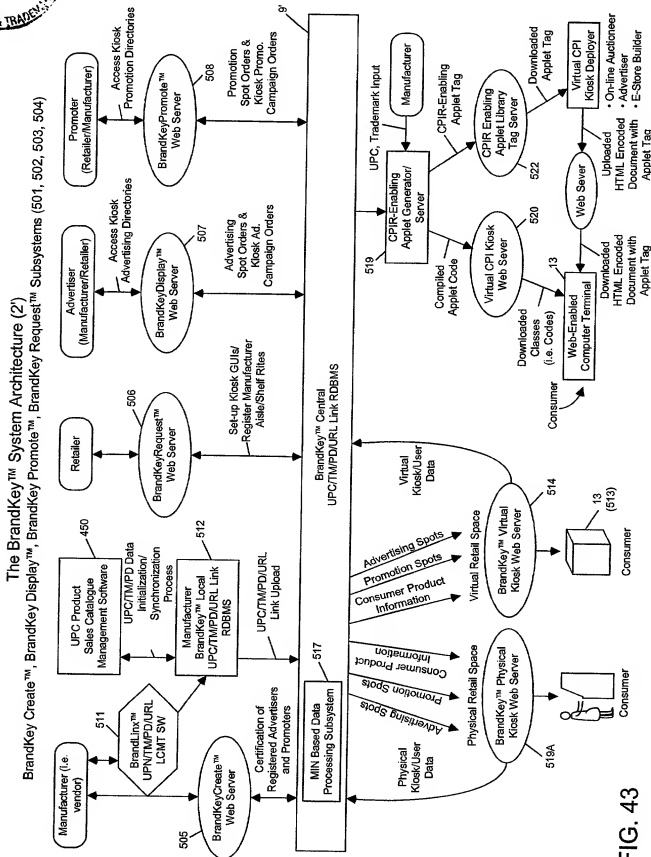 & TRADEM
The BrandKey™ System Architecture (2')
BrandKey Create™, BrandKey Display™, BrandKey Promote™, BrandKey Request™ Subsystems (501, 502, 503, 504)
Manufacturer (i.e.
vendor)
511
BrandLinx™
UPN/TM/PD/URL
LCMT SW
505
BrandKeyCreate™
Web Server
Certification of
Registered Advertisers
and Promoters
UPC Product
Sales Catalogue
Management Software
450
UPC/TM/PD Data
Initialization/
Synchronization
Process
Manufacturer
BrandKey™ Local
UPC/TM/PD/URL Link
RDBMS
512
UPC/TM/PD/URL
Link Upload
Retailer
BrandKeyRequest™
Web Server
506
Set-up Kiosk GUIs/
Register Manufacturer
Aisle/Shelf Rites
Advertiser
(Manufacturer/Retailer)
Access Kiosk
Advertising Directories
BrandKeyDisplay™
Web Server
507
Advertising
Spot Orders &
Kiosk Ad.
Campaign Orders
Promoter
(Retailer/Manufacturer)
Access Kiosk
Promotion Directories
BrandKeyPromote™
Web Server
508
Promotion
Spot Orders &
Kiosk Promo.
Campaign Orders
9'
MIN Based Data
Processing Subsystem
517
BrandKey™ Central
UPC/TM/PD/URL Link RDBMS
Physical
Kiosk/User
Data
Advertising Spots
Promotion Spots
Consumer Product
Information
Physical Retail Space
BrandKey™ Physical
Kiosk Web Server
519A
Consumer
Advertising Spots
Promotion Spots
Consumer Product
Information
Virtual Retail Space
Virtual
Kiosk/User
Data
BrandKey™ Virtual
Kiosk Web Server
514
13
(513)
Consumer
UPC, Trademark Input
Manufacturer
519
CPIR-Enabling
Applet Generator/
Server
Compiled
Applet Code
CPIR-Enabling
Applet Tag
Virtual CPI Kiosk
Web Sever
520
CPIR Enabling
Applet Library
Tag Server
522
Downloaded
Classes
(i.e. Codes)
Downloaded
Applet Tag
13
Web-Enabled
Computer Terminal
Consumer
Downloaded
HTML Encoded
Document with
Applet Tag
Web Sever
Uploaded
HTML Encoded
Document with
Applet Tag
Virtual CPI
Kiosk Deployer
• On-line Auctioneer
• Advertiser
• E-Store Builder
FIG. 43